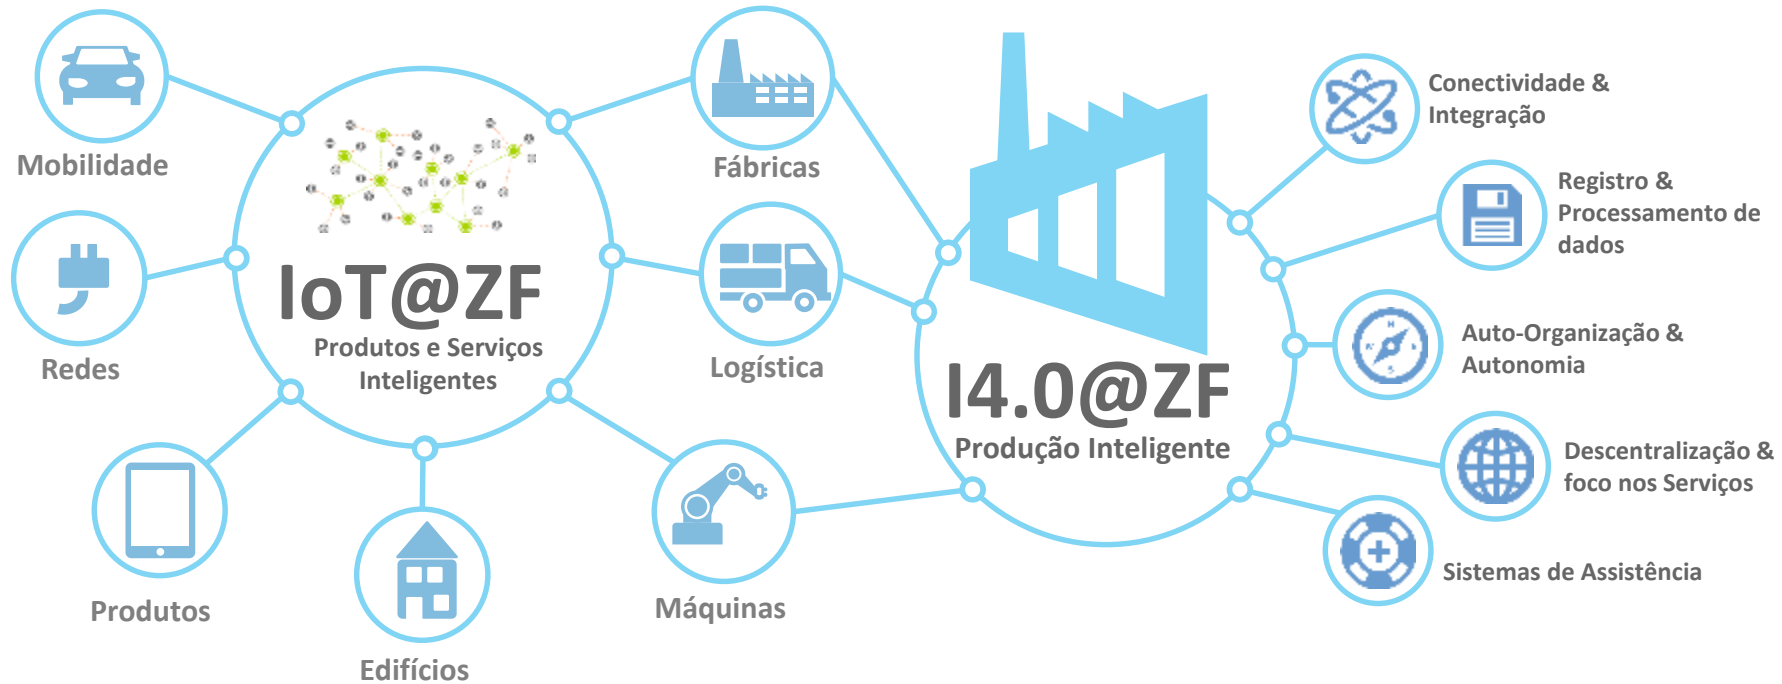 Mobilidade
Redes
Produtos
Edifícios
IoT@ZF
Produtos e Serviços
Inteligentes
Fábricas
Logística
Máquinas
I4.0@ZF
Produção Inteligente
Conectividade &
Integração
Registro &
Processamento de
dados
Auto-Organização &
Autonomia
Descentralização &
foco nos Serviços
Sistemas de Assistência